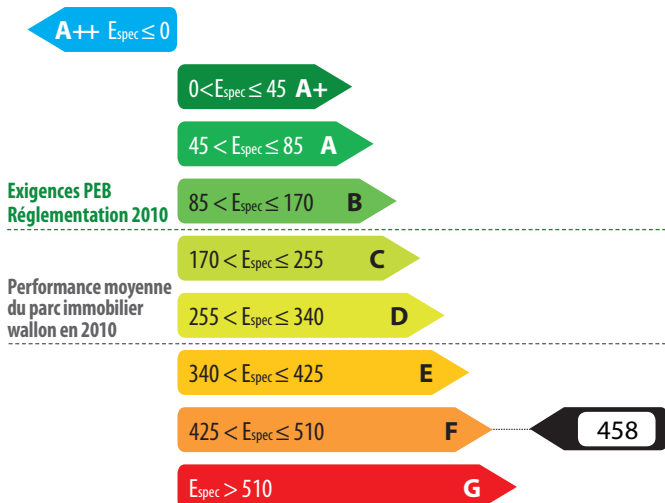 A++ Espec ≤ 0
0<Espec ≤ 45 A+
45 < Espec ≤ 85 A
Exigences PEB
Réglementation 2010
85 < Espec ≤ 170 B
170 < Espec ≤ 255 C
Performance moyenne
du parc immobilier
wallon en 2010
255 < Espec ≤ 340 D
340 < Espec ≤ 425 E
425 < Espec ≤ 510 F 458
Espec > 510 G